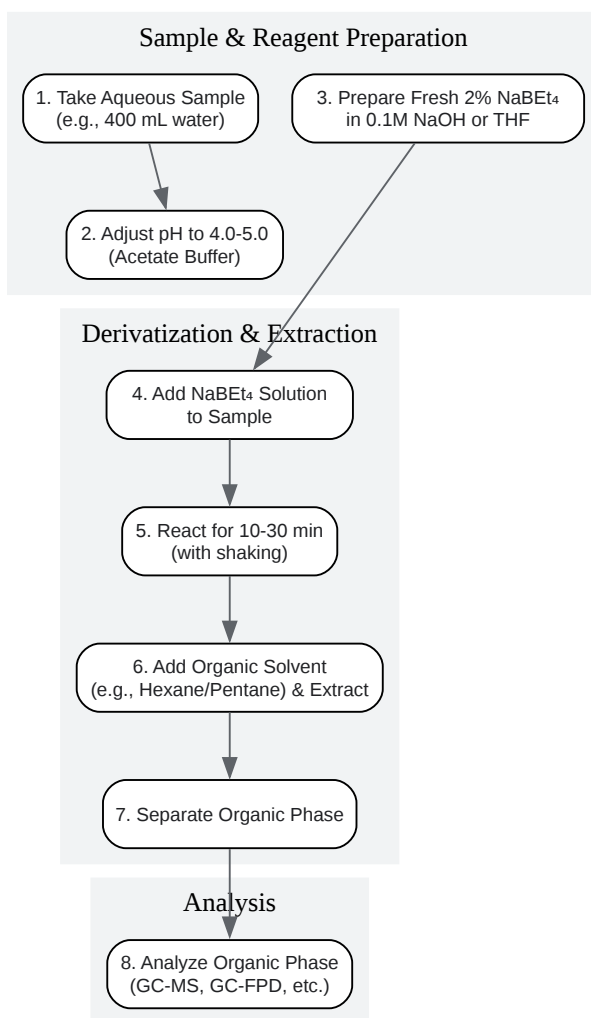 Sample & Reagent Preparation
1. Take Aqueous Sample
(e.g., 400 mL water)
3. Prepare Fresh 2% NaBEt₄
in 0.1M NaOH or THF
2. Adjust pH to 4.0-5.0
(Acetate Buffer)
Derivatization & Extraction
4. Add NaBEt₄ Solution
to Sample
5. React for 10-30 min
(with shaking)
6. Add Organic Solvent
(e.g., Hexane/Pentane) & Extract
7. Separate Organic Phase
Analysis
8. Analyze Organic Phase
(GC-MS, GC-FPD, etc.)